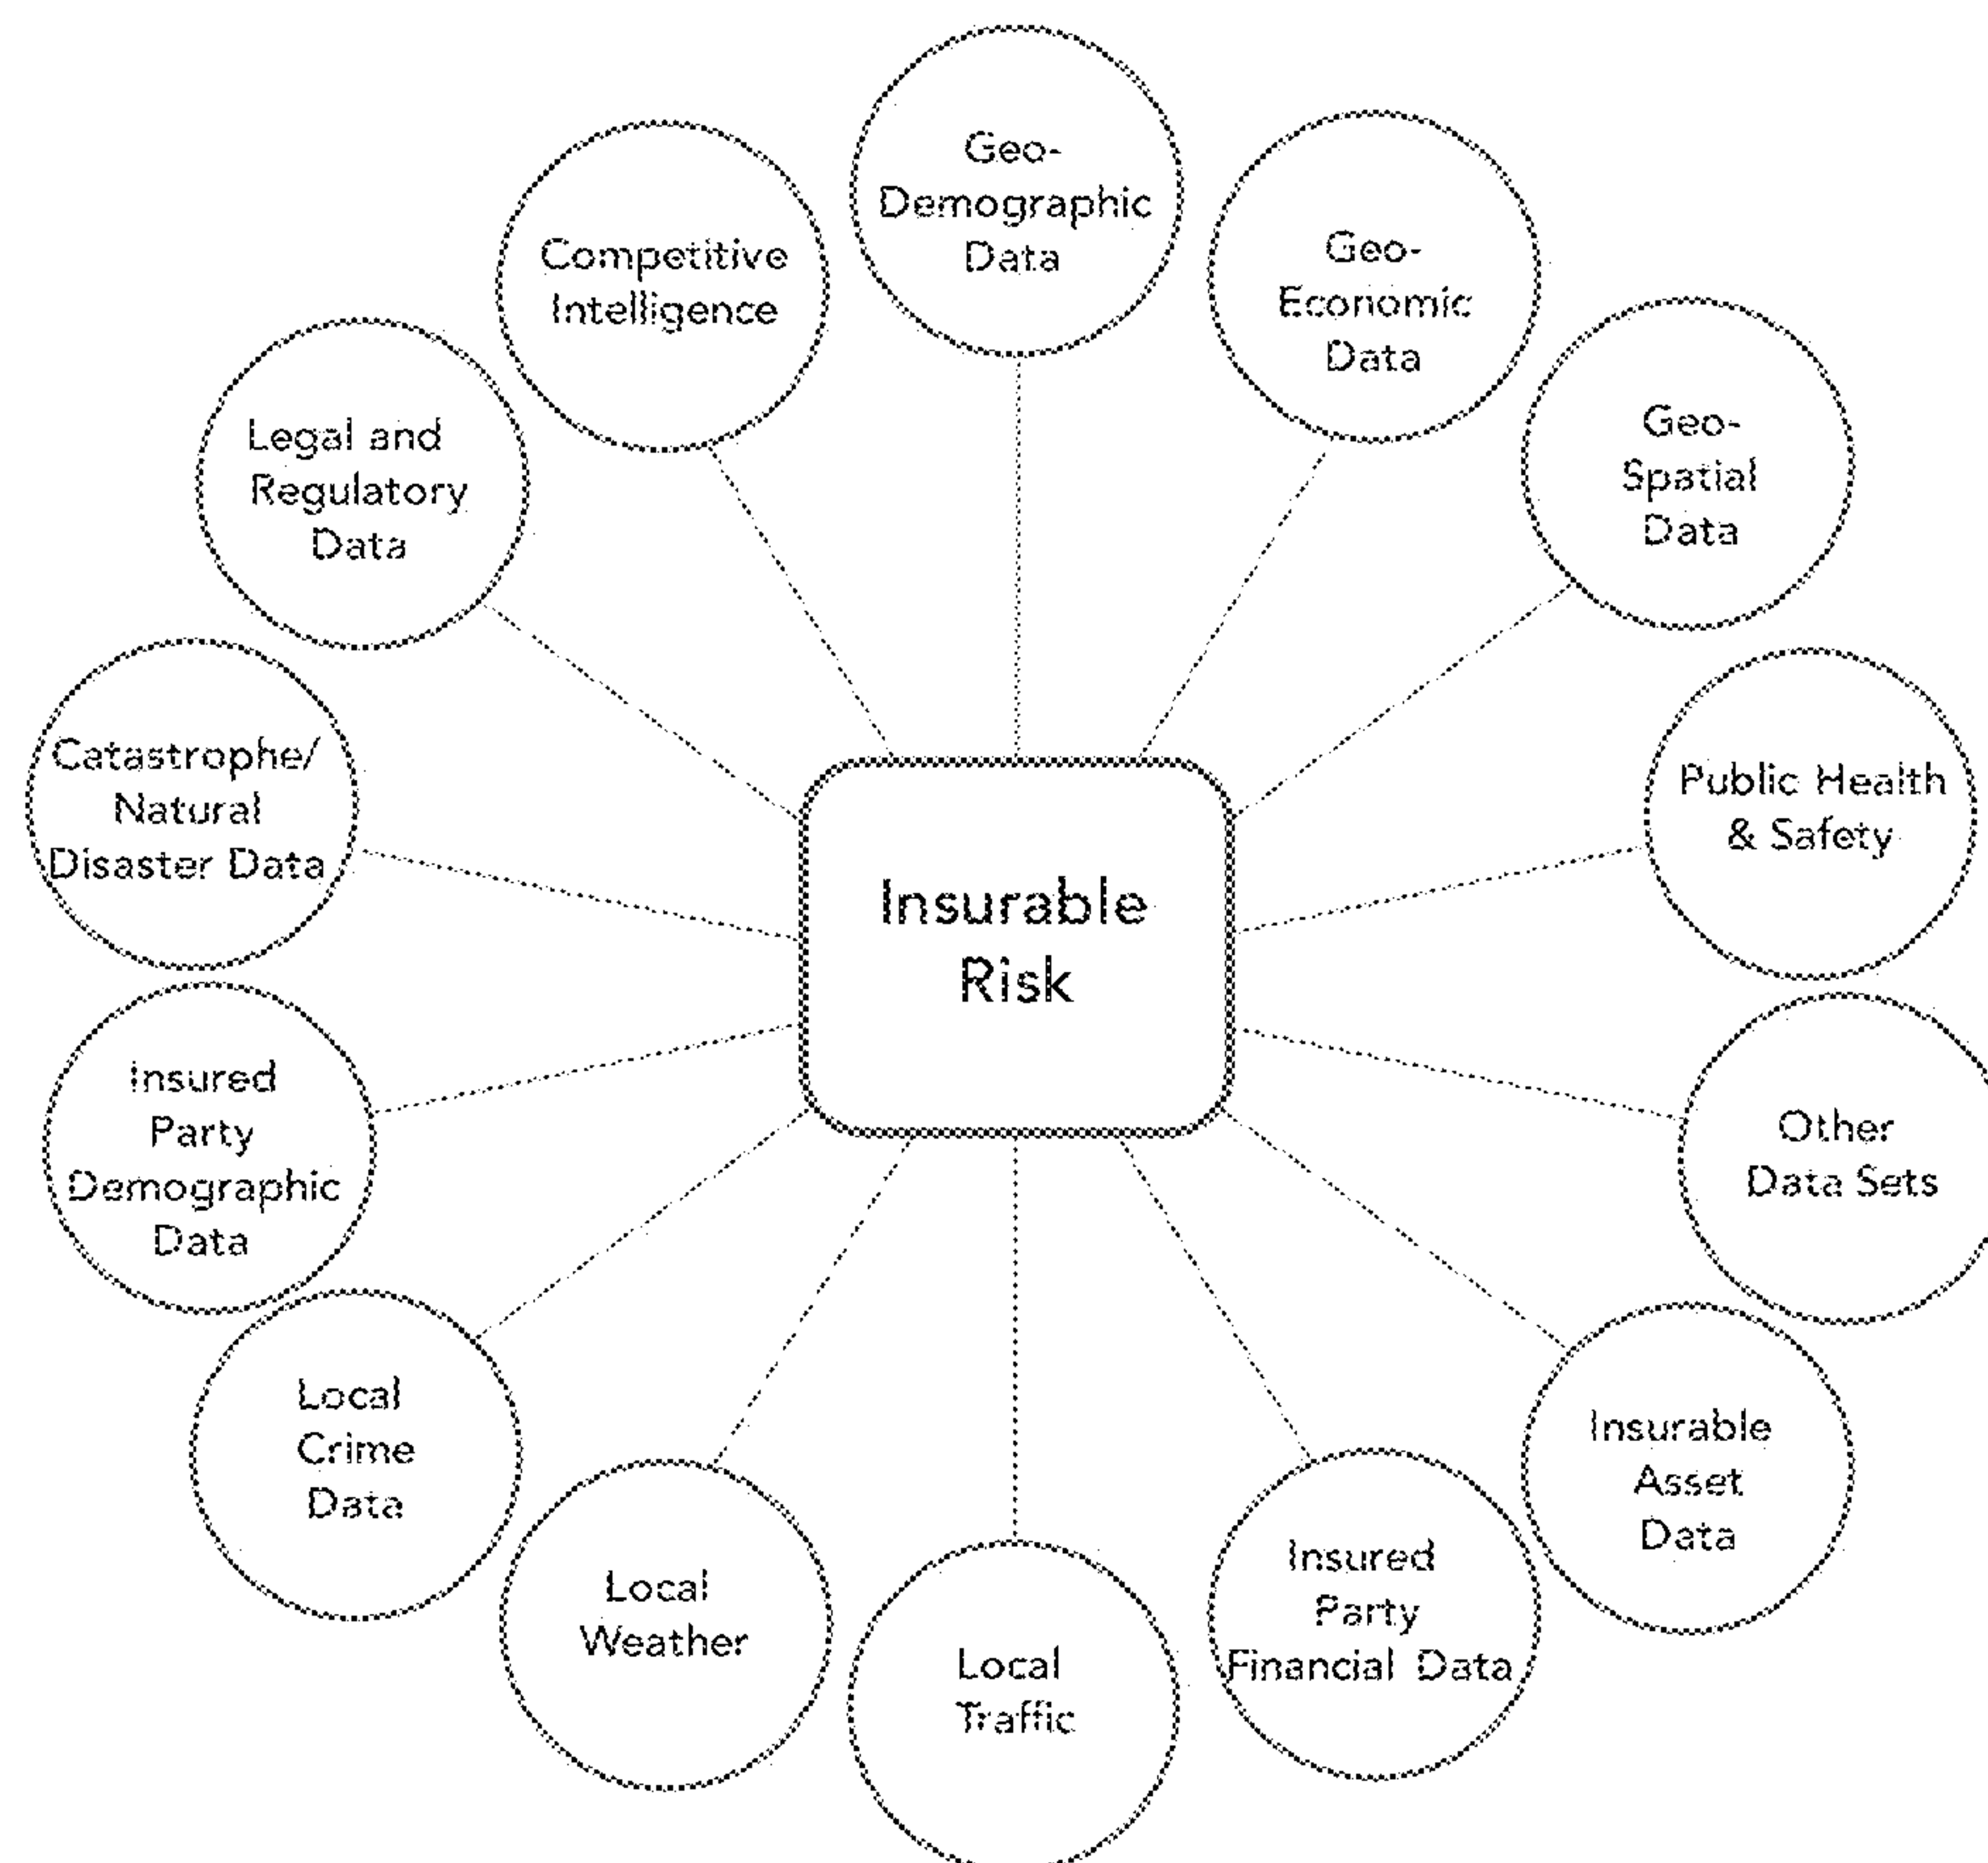 Geo-
Demographic
Data
Competitive
Intelligence
Geo-
Economic
Data
Legal and
Regulatory
Data
Geo-
Spatial
Data
Catastrophe/
Natural
Disaster Data
Public Health
& Safety
Insurable
Risk
Insured
Party
Demographic
Data
Other
Data Sets
Local
Crime
Data
Insurable
Asset
Data
Local
Weather
Insured
Party
Financial Data
Local
Traffic